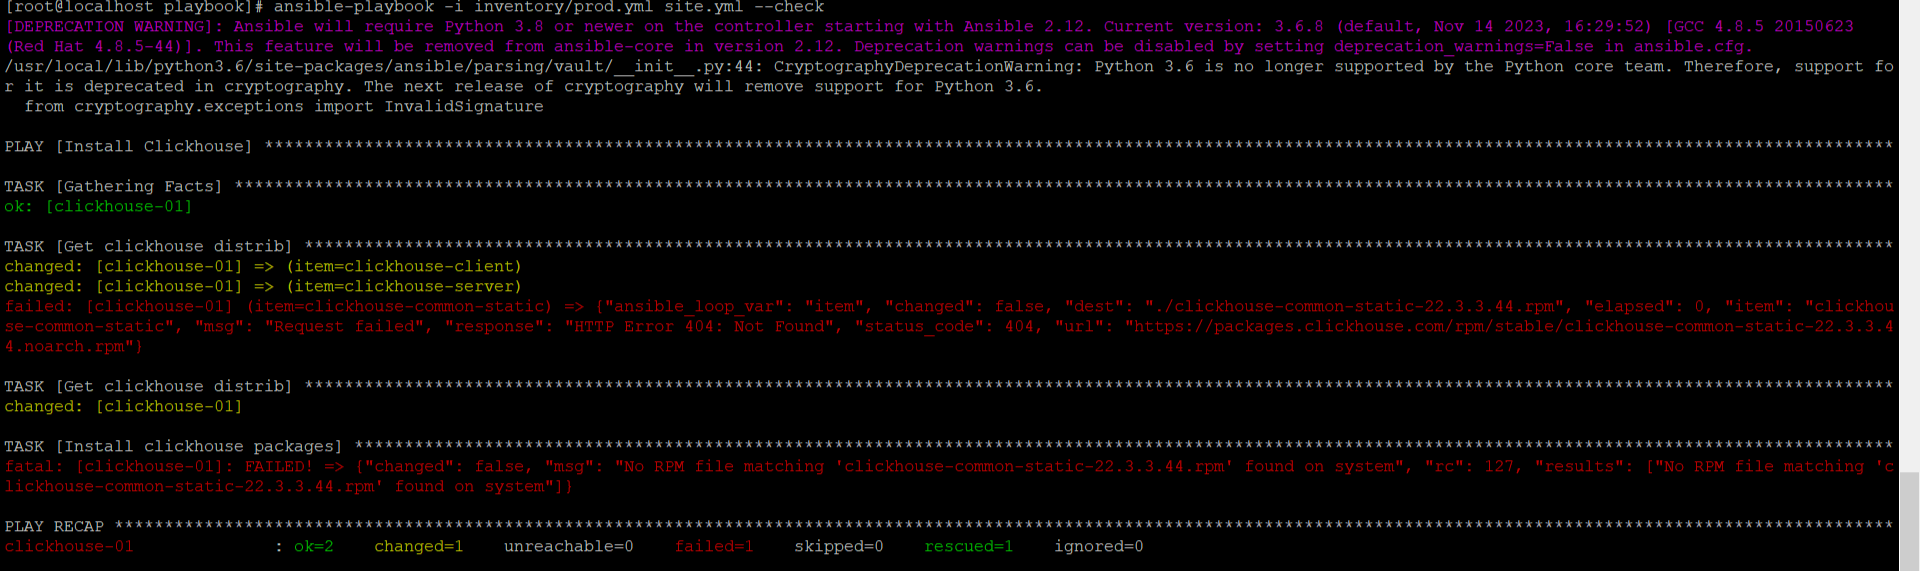 [root@localhost playbook]# ansible-playbook -i inventory/prod.yml site.yml --check
[DEPRECATION WARNING]: Ansible will require Python 3.8 or newer on the controller starting with Ansible 2.12. Current version: 3.6.8 (default, Nov 14 2023, 16:29:52) [GCC 4.8.5 20150623
(Red Hat 4.8.5-44)]. This feature will be removed from ansible-core in version 2.12. Deprecation warnings can be disabled by setting deprecation_warnings=False in ansible.cfg.
/usr/local/lib/python3.6/site-packages/ansible/parsing/vault/__init__.py:44: CryptographyDeprecationWarning: Python 3.6 is no longer supported by the Python core team. Therefore, support fo
r it is deprecated in cryptography. The next release of cryptography will remove support for Python 3.6.
  from cryptography.exceptions import InvalidSignature
PLAY [Install Clickhouse] *******************************************************************************************************************************************************************
TASK [Gathering Facts] **********************************************************************************************************************************************************************
ok: [clickhouse-01]
TASK [Get clickhouse distrib] ***************************************************************************************************************************************************************
changed: [clickhouse-01] => (item=clickhouse-client)
changed: [clickhouse-01] => (item=clickhouse-server)
failed: [clickhouse-01] (item=clickhouse-common-static) => {"ansible_loop_var": "item", "changed": false, "dest": "./clickhouse-common-static-22.3.3.44.rpm", "elapsed": 0, "item": "clickhou
se-common-static", "msg": "Request failed", "response": "HTTP Error 404: Not Found", "status_code": 404, "url": "https://packages.clickhouse.com/rpm/stable/clickhouse-common-static-22.3.3.4
4.noarch.rpm"}
TASK [Get clickhouse distrib] ***************************************************************************************************************************************************************
changed: [clickhouse-01]
TASK [Install clickhouse packages] **********************************************************************************************************************************************************
fatal: [clickhouse-01]: FAILED! => {"changed": false, "msg": "No RPM file matching 'clickhouse-common-static-22.3.3.44.rpm' found on system", "rc": 127, "results": ["No RPM file matching 'c
lickhouse-common-static-22.3.3.44.rpm' found on system"]}
PLAY RECAP **********************************************************************************************************************************************************************************
clickhouse-01              : ok=2    changed=1    unreachable=0    failed=1    skipped=0    rescued=1    ignored=0